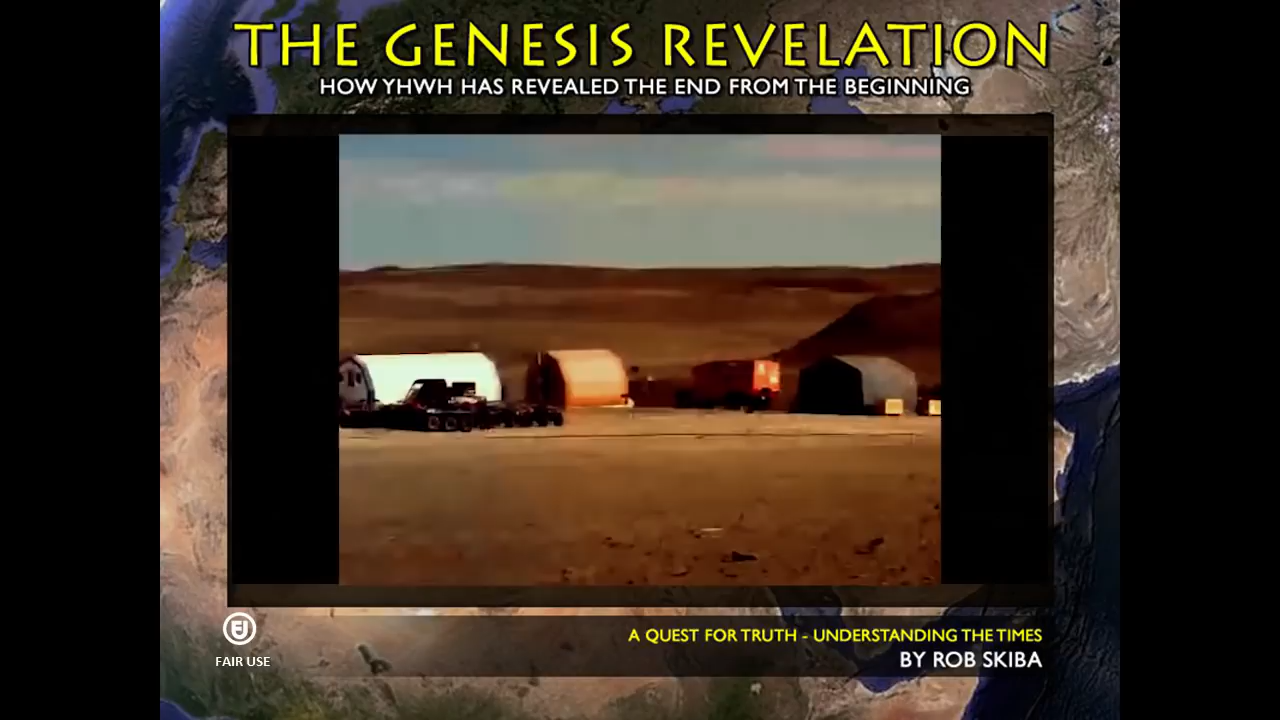 THE GENESIS REVELATION
HOW YHWH HAS REVEALED THE END FROM THE BEGINNING
FAIR USE
A QUEST FOR TRUTH - UNDERSTANDING THE TIMES
BY ROB SKIBA